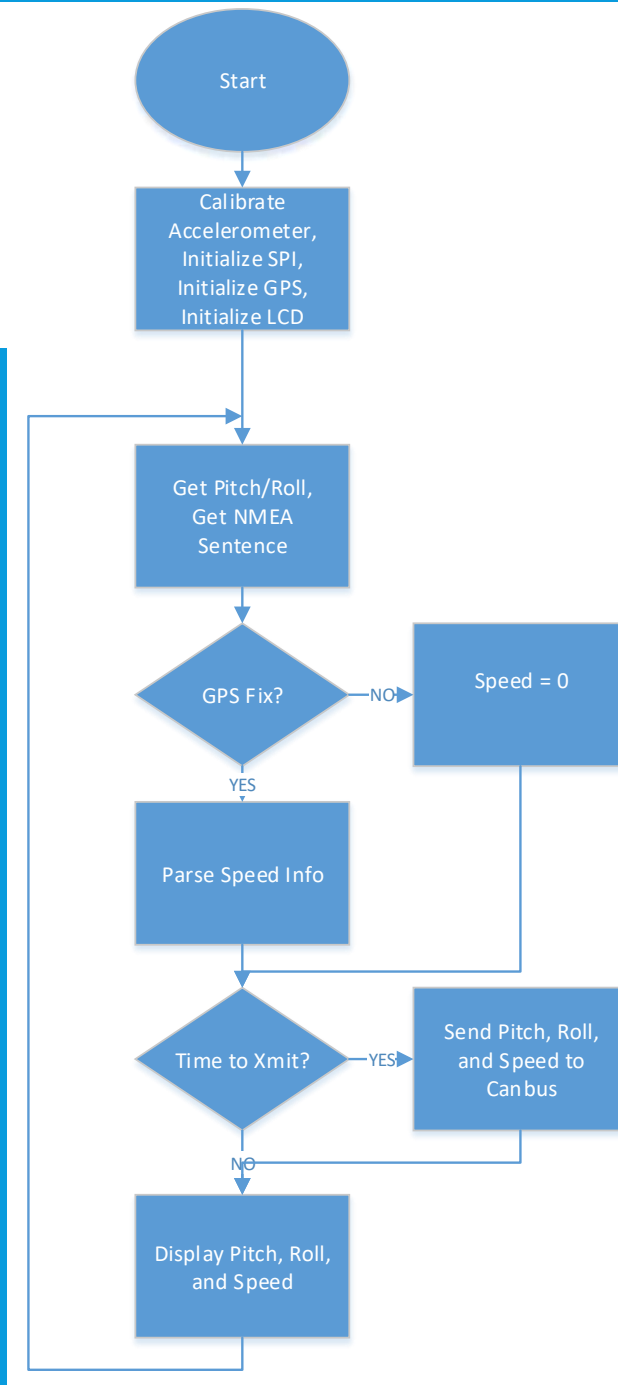 Start
Calibrate
Accelerometer,
Initialize SPI,
Initialize GPS,
Initialize LCD
Get Pitch/Roll,
Get NMEA
Sentence
GPS Fix?
NO
Speed = 0
YES
Parse Speed Info
Time to Xmit?
YES
Send Pitch, Roll,
and Speed to
Canbus
NO
Display Pitch, Roll,
and Speed